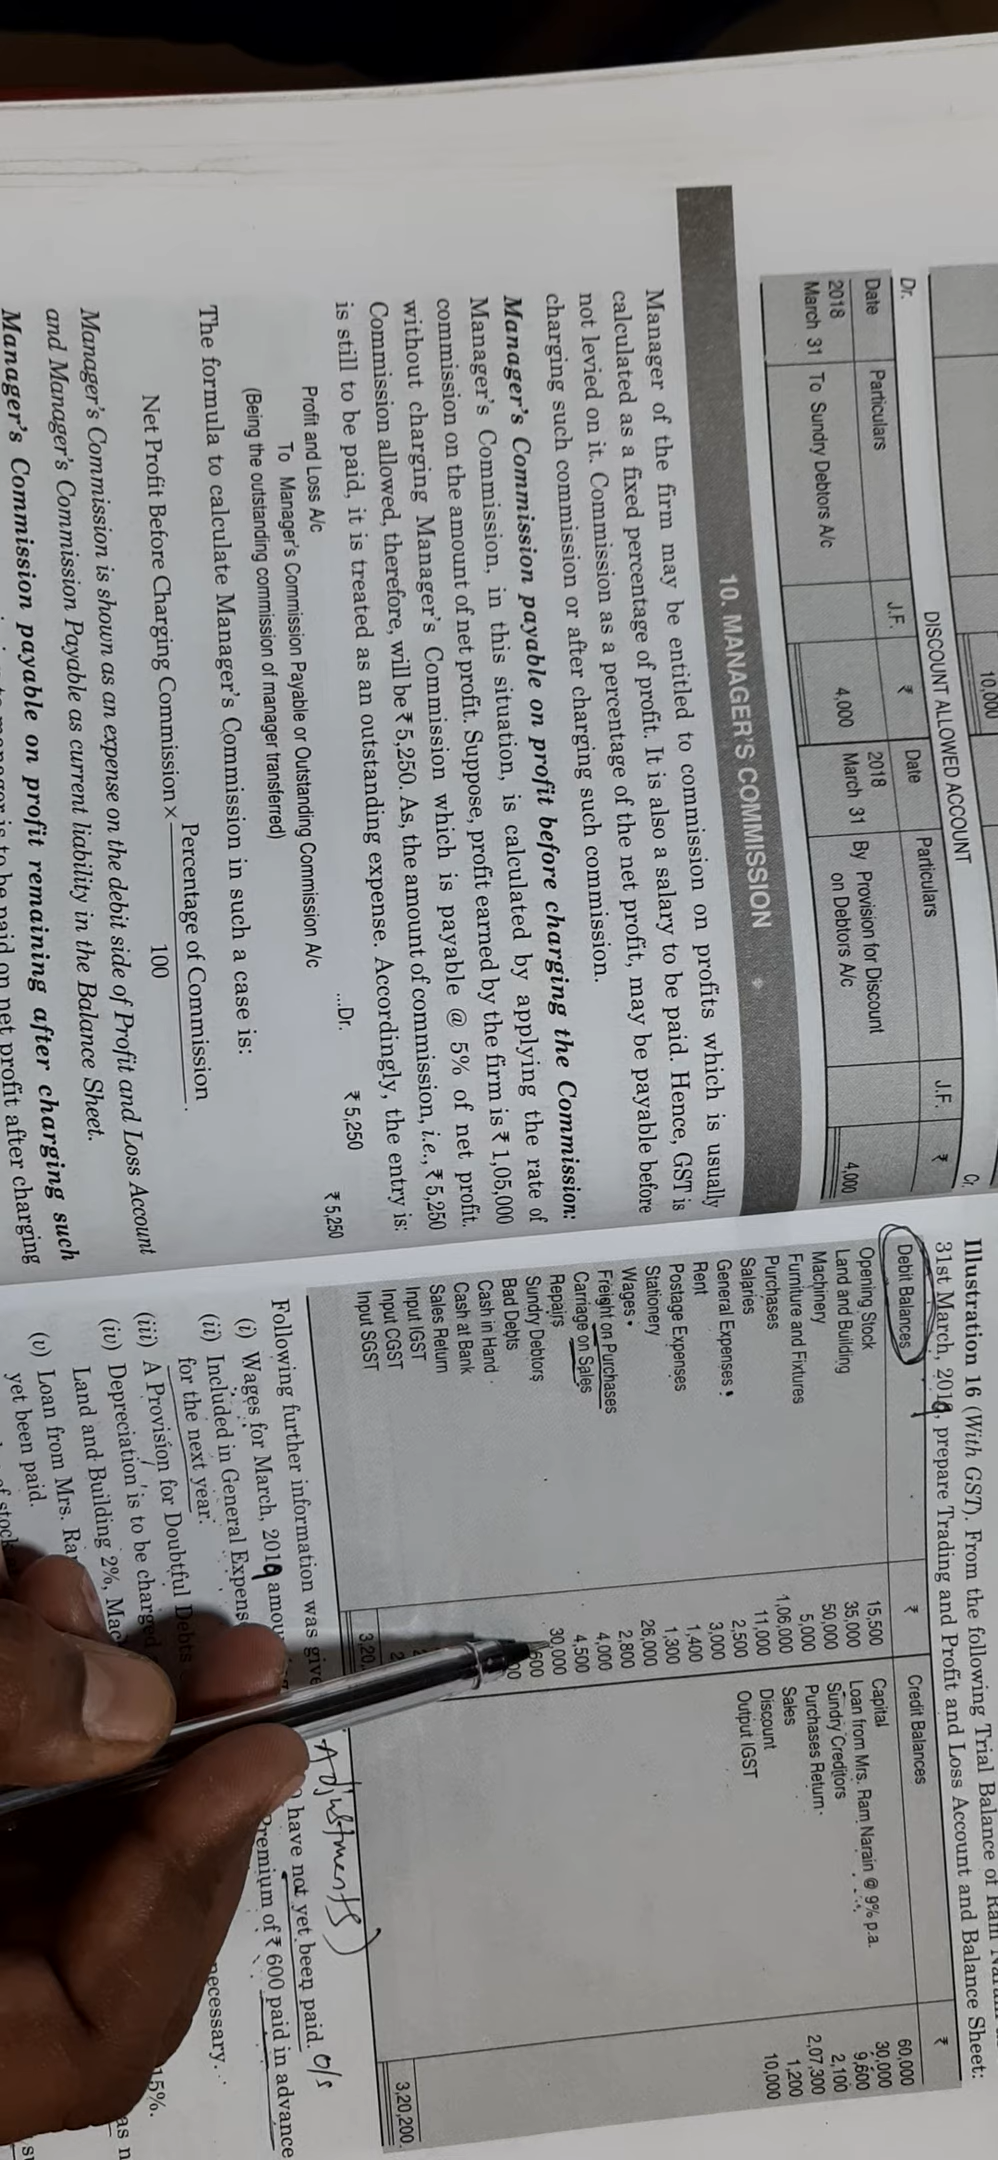 10,000
DISCOUNT ALLOWED ACCOUNT
Dr. Cr.
Date Particulars J.F. ₹ Date Particulars J.F. ₹
2018 2018
March 31 To Sundry Debtors A/c 4,000 March 31 By Provision for Discount
on Debtors A/c 4,000
10. MANAGER'S COMMISSION
Manager of the firm may be entitled to commission on profits which is usually
calculated as a fixed percentage of profit. It is also a salary to be paid. Hence, GST is
not levied on it. Commission as a percentage of the net profit, may be payable before
charging such commission or after charging such commission.
Manager's Commission payable on profit before charging the Commission:
Manager's Commission, in this situation, is calculated by applying the rate of
commission on the amount of net profit. Suppose, profit earned by the firm is ₹ 1,05,000
without charging Manager's Commission which is payable @ 5% of net profit.
Commission allowed, therefore, will be ₹ 5,250. As, the amount of commission, i.e., ₹ 5,250
is still to be paid, it is treated as an outstanding expense. Accordingly, the entry is:
Profit and Loss A/c ...Dr. ₹ 5,250
To Manager's Commission Payable or Outstanding Commission A/c ₹ 5,250
(Being the outstanding commission of manager transferred)
The formula to calculate Manager's Commission in such a case is:
Net Profit Before Charging Commission × Percentage of Commission
100 .
Manager's Commission is shown as an expense on the debit side of Profit and Loss Account
and Manager's Commission Payable as current liability in the Balance Sheet.
Manager's Commission payable on profit remaining after charging such
to be paid on net profit after charging
Illustration 16 (With GST). From the following Trial Balance of Ram
31st March, 2019, prepare Trading and Profit and Loss Account and Balance Sheet:
Debit Balances ₹ Credit Balances ₹
Opening Stock 15,500 Capital 60,000
Land and Building 35,000 Loan from Mrs. Ram Narain @ 9% p.a. 30,000
Machinery 50,000 Sundry Creditors 9,600
Furniture and Fixtures 5,000 Purchases Return 2,100
Purchases 1,06,000 Sales 2,07,300
Salaries 11,000 Discount 1,200
General Expenses 2,500 Output IGST 10,000
Rent 3,000
Postage Expenses 1,400
Stationery 1,300
Wages 26,000
Freight on Purchases 2,800
Carriage on Sales 4,000
Repairs 4,500
Sundry Debtors 30,000
Bad Debts 600
Cash in Hand
Cash at Bank
Sales Return
Input IGST
Input CGST
Input SGST
3,20, 3,20,200
Adjustments)
Following further information was give
(i) Wages for March, 2019 amou have not yet been paid. O/s
(ii) Included in General Expens Premium of ₹ 600 paid in advance
for the next year.
(iii) A Provision for Doubtful Debts necessary.
(iv) Depreciation is to be charged
Land and Building 2%, Mac 15%.
(v) Loan from Mrs. Ra as n
yet been paid.
of stock